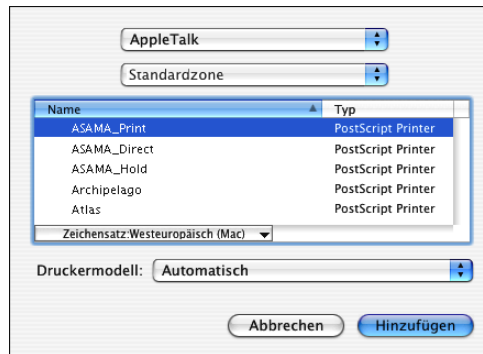 AppleTalk
Standardzone
Name Typ
ASAMA_Print PostScript Printer
ASAMA_Direct PostScript Printer
ASAMA_Hold PostScript Printer
Archipelago PostScript Printer
Atlas PostScript Printer
Zeichensatz:Westeuropäisch (Mac)
Druckermodell: Automatisch
Abbrechen Hinzufügen